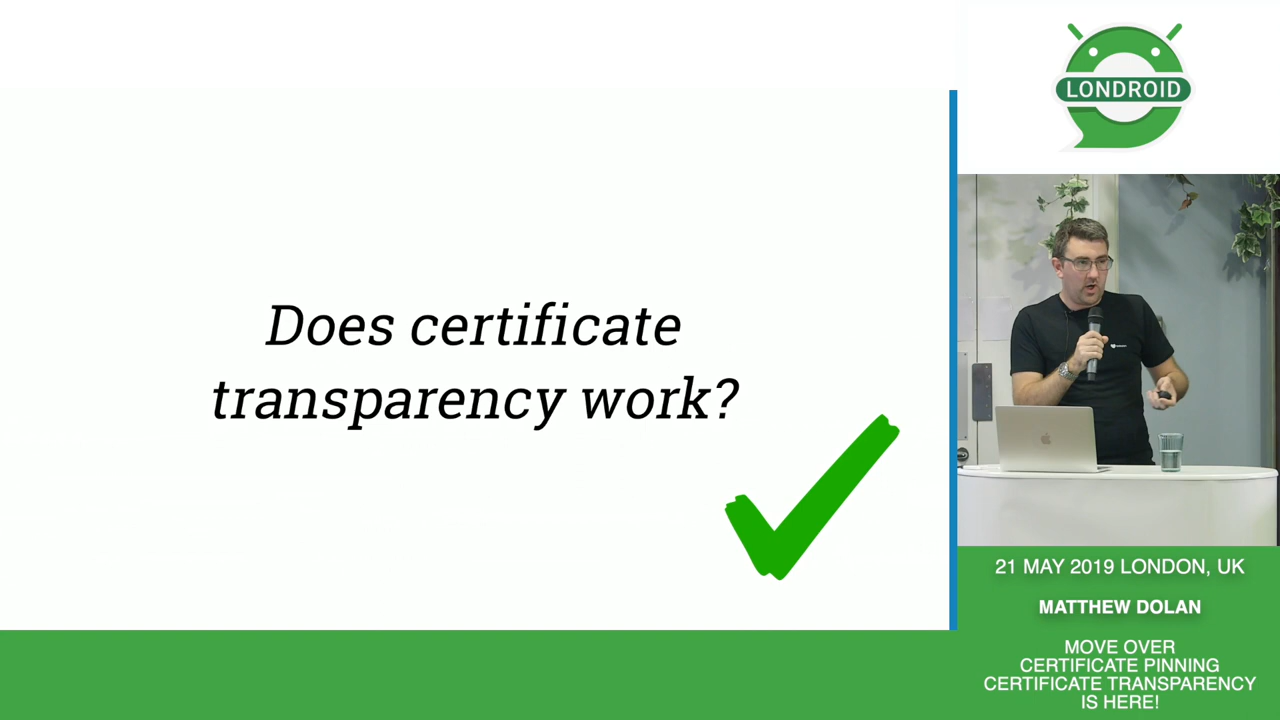 Does certificate
transparency work?
LONDROID
21 MAY 2019 LONDON, UK
MATTHEW DOLAN
MOVE OVER
CERTIFICATE PINNING
CERTIFICATE TRANSPARENCY
IS HERE!